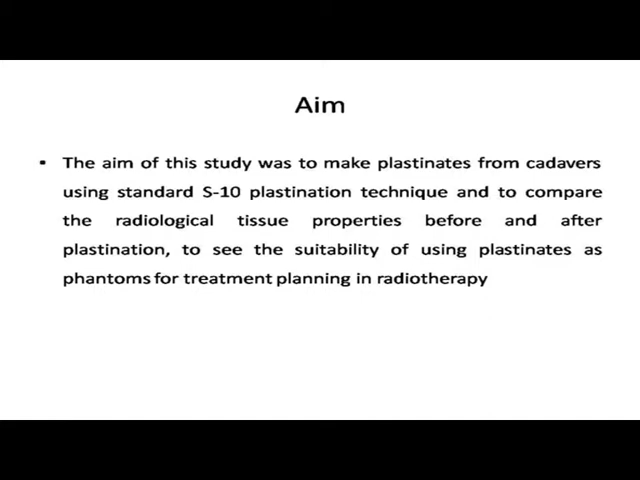 Aim
▪ The aim of this study was to make plastinates from cadavers
using standard S-10 plastination technique and to compare
the radiological tissue properties before and after
plastination, to see the suitability of using plastinates as
phantoms for treatment planning in radiotherapy